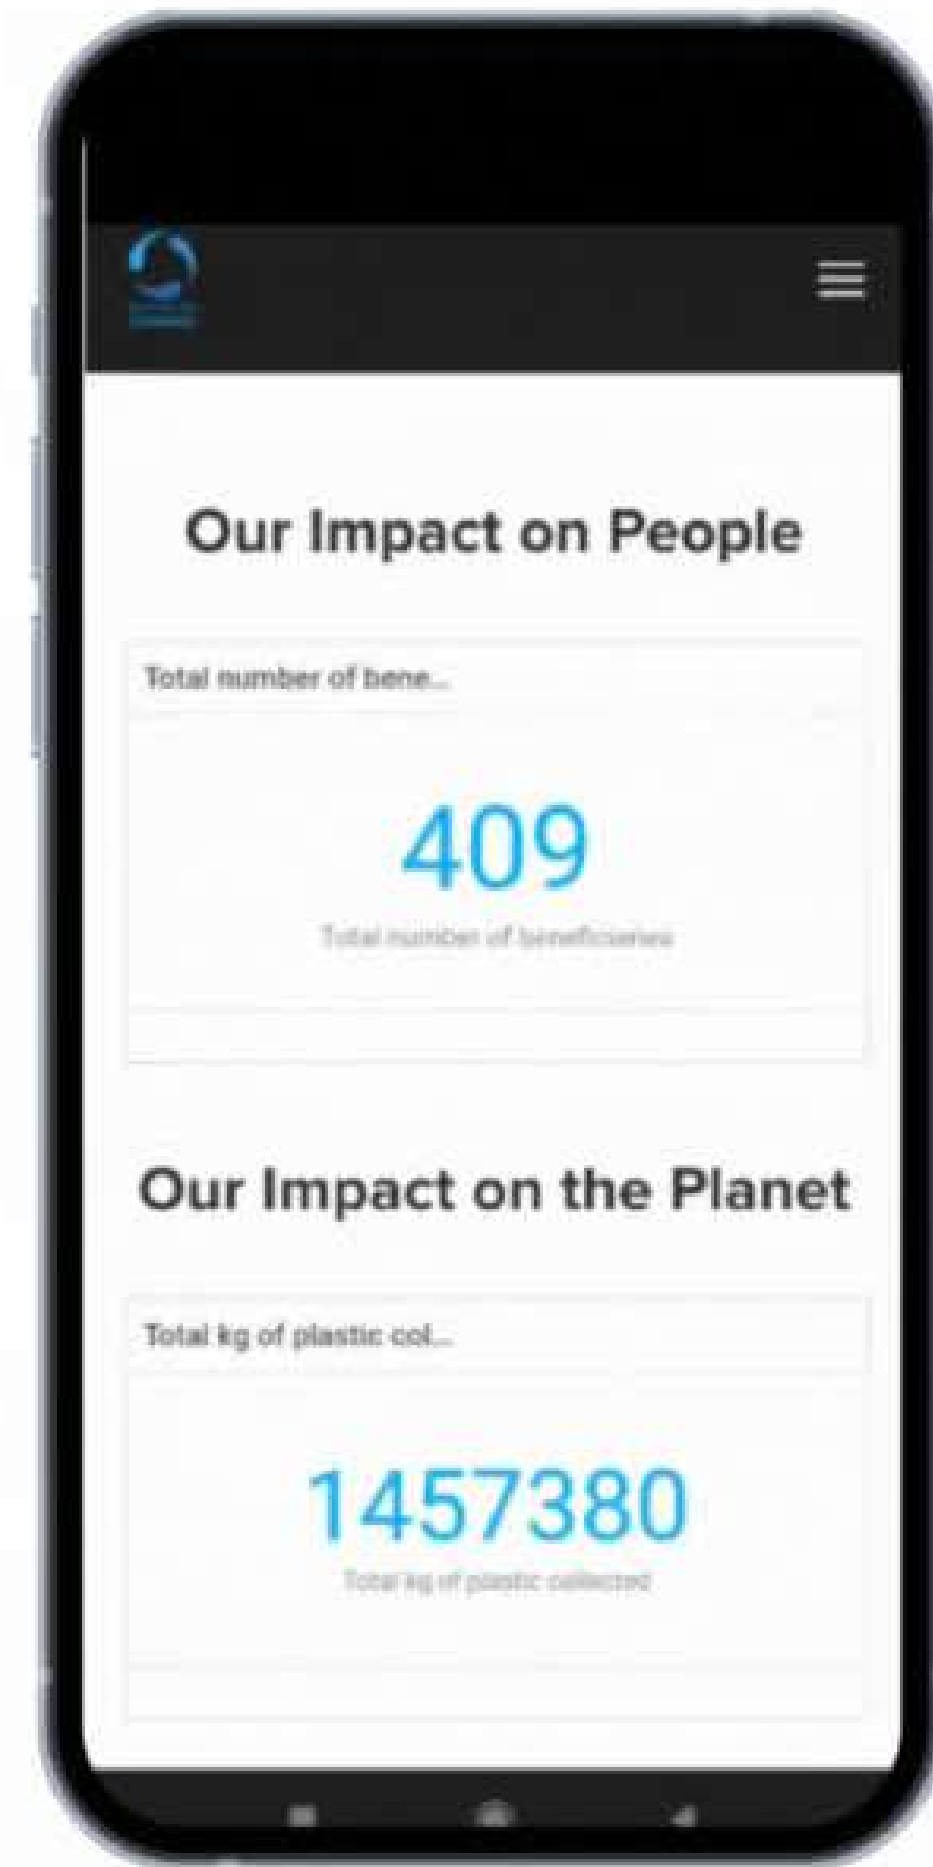 Our Impact on People
Total number of bene...
409
Total number of beneficiaries
Our Impact on the Planet
Total kg of plastic col...
1457380
Total kg of plastic collected